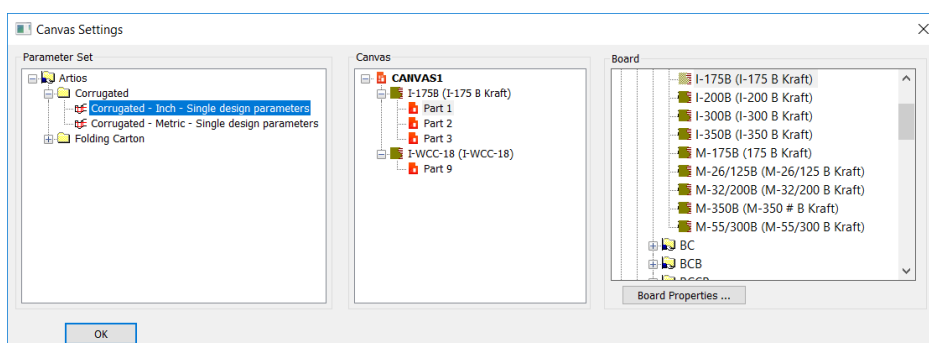 Canvas Settings
Parameter Set
Artios
Corrugated
Corrugated - Inch - Single design parameters
Corrugated - Metric - Single design parameters
Folding Carton
Canvas
CANVAS1
I-175B (I-175 B Kraft)
Part 1
Part 2
Part 3
I-WCC-18 (I-WCC-18)
Part 9
Board
I-175B (I-175 B Kraft)
I-200B (I-200 B Kraft)
I-300B (I-300 B Kraft)
I-350B (I-350 B Kraft)
M-175B (175 B Kraft)
M-26/125B (M-26/125 B Kraft)
M-32/200B (M-32/200 B Kraft)
M-350B (M-350 # B Kraft)
M-55/300B (M-55/300 B Kraft)
BC
BCB
Board Properties ...
OK